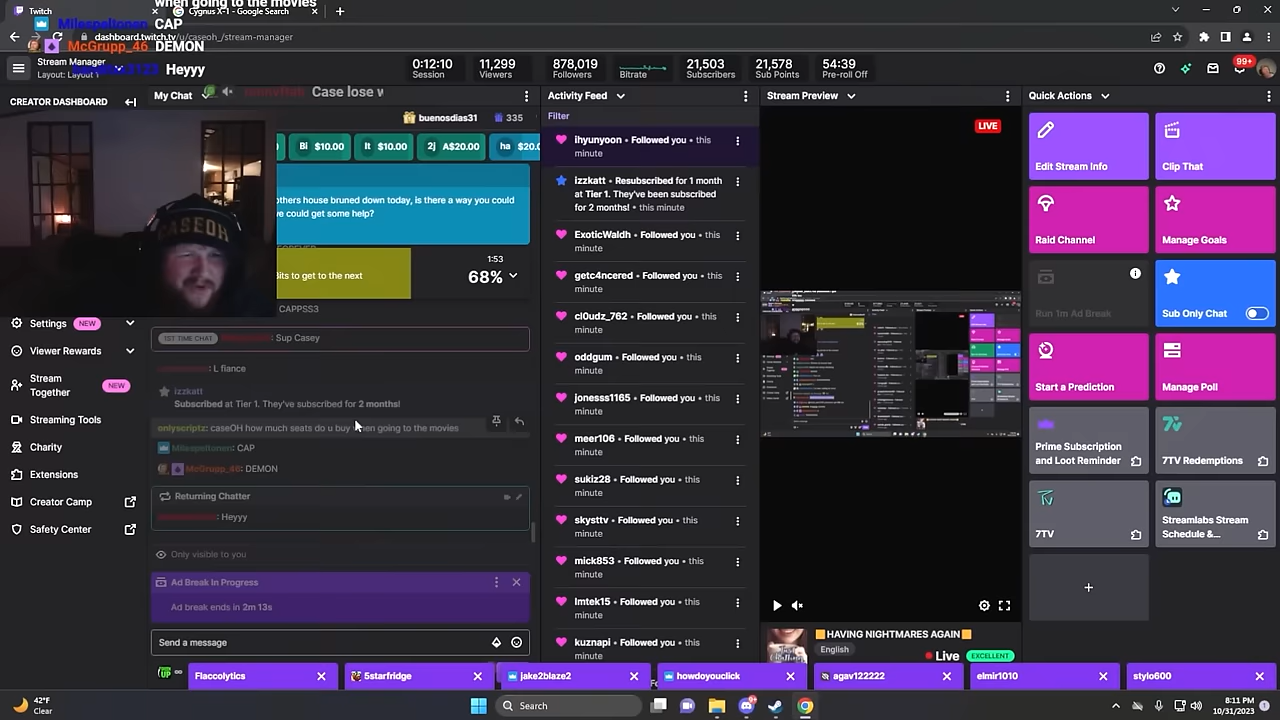 when going to the movies
Twitch
Cygnus X-1 - Google Search
Milespeltonen CAP
dashboard.twitch.tv/u/caseoh_/stream-manager
McGrupp_46 DEMON
Heyyy
Stream Manager
Layout: Layout 1
0:12:10
Session
11,299
Viewers
Followers
Bitrate
21,503
Subscribers
21,578
Sub Points
54:39
Pre-roll Off
99+
CREATOR DASHBOARD
My Chat
Case lose w
Activity Feed
Stream Preview
Quick Actions
Filter
buenosdias31
335
Bl $10.00
It $10.00
2j A$20.00
ha $20.0
others house bruned down today, is there a way you could
we could get some help?
CASEOH
Bits to get to the next
1:53
68%
CAPPSS3
1ST TIME CHAT
: Sup Casey
: L fiance
izzkatt
Subscribed at Tier 1. They've subscribed for 2 months!
caseOH how much seats do u buy when going to the movies
Milespeltonen: CAP
McGrupp_46: DEMON
Returning Chatter
: Heyyy
Only visible to you
Ad Break In Progress
Ad break ends in 2m 13s
Send a message
Settings NEW
Viewer Rewards
Stream
Together
NEW
Streaming Tools
Charity
Extensions
Creator Camp
Safety Center
ihyunyoon • Followed you • this
minute
izzkatt • Resubscribed for 1 month
at Tier 1. They've been subscribed
for 2 months! • this minute
ExoticWaldh • Followed you • this
minute
getc4ncered • Followed you • this
minute
cl0udz_762 • Followed you • this
minute
minute
minute
meer100 • Followed you • this
minute
sukiz28 • Followed you • this
minute
skysttv • Followed you • this
minute
mick853 • Followed you • this
minute
lmtek15 • Followed you • this
minute
kuznapi • Followed you • this
minute
LIVE
HAVING NIGHTMARES AGAIN
English
Live
EXCELLENT
Edit Stream Info
Clip That
Raid Channel
Manage Goals
Run 1m Ad Break
Sub Only Chat
Start a Prediction
Manage Poll
Prime Subscription
and Loot Reminder
7TV Redemptions
7TV
Streamlabs Stream
Schedule &...
+
Flaccolytics
5starfridge
jake2blaze2
howdoyouclick
agav122222
elmir1010
stylo600
42°F
Clear
Search
8:11 PM
10/31/2023